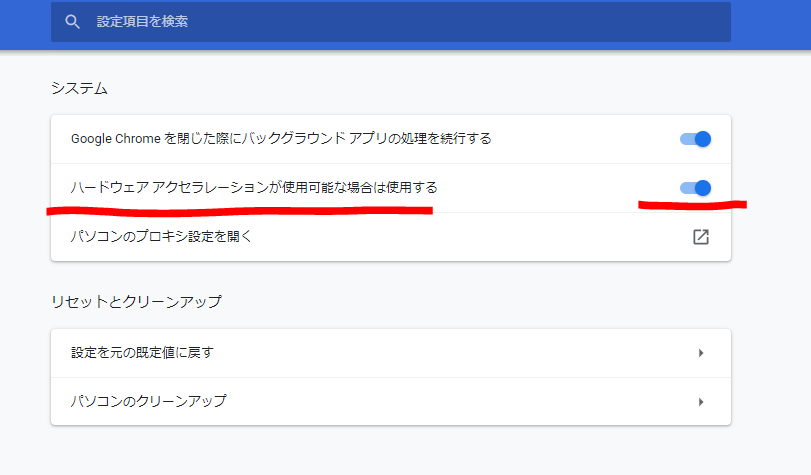 設定項目を検索
システム
Google Chrome を閉じた際にバックグラウンド アプリの処理を続行する
ハードウェア アクセラレーションが使用可能な場合は使用する
パソコンのプロキシ設定を開く
リセットとクリーンアップ
設定を元の既定値に戻す
パソコンのクリーンアップ